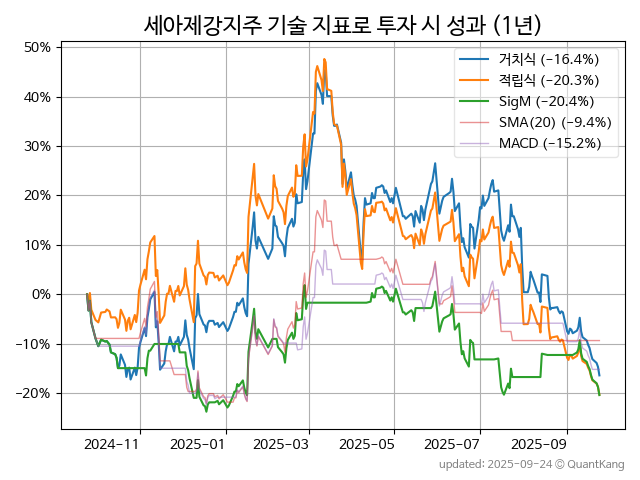 세아제강지주 기술 지표로 투자 시 성과 (1년)
50%
40%
30%
20%
10%
0%
−10%
−20%
거치식 (−16.4%)
적립식 (−20.3%)
SigM (−20.4%)
SMA(20) (−9.4%)
MACD (−15.2%)
2024-11 2025-01 2025-03 2025-05 2025-07 2025-09
updated: 2025-09-24 © QuantKang